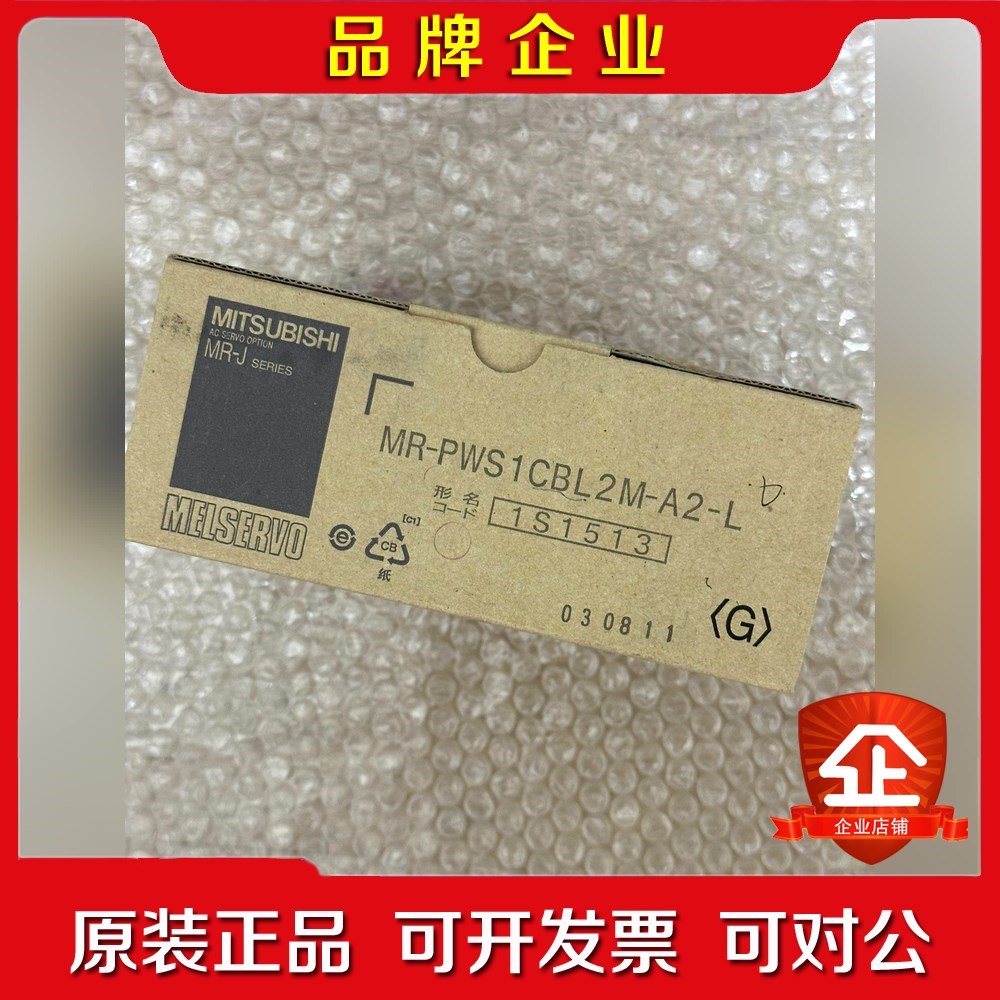 品牌企业
MITSUBISHI
AC SERVO OPTION
MR-J SERIES
MELSERVO
MR-PWS1CBL2M-A2-L
形名
コード
1S1513
[C1]
CB
纸
030811
〈G〉
企
企业店铺
原装正品 可开发票 可对公